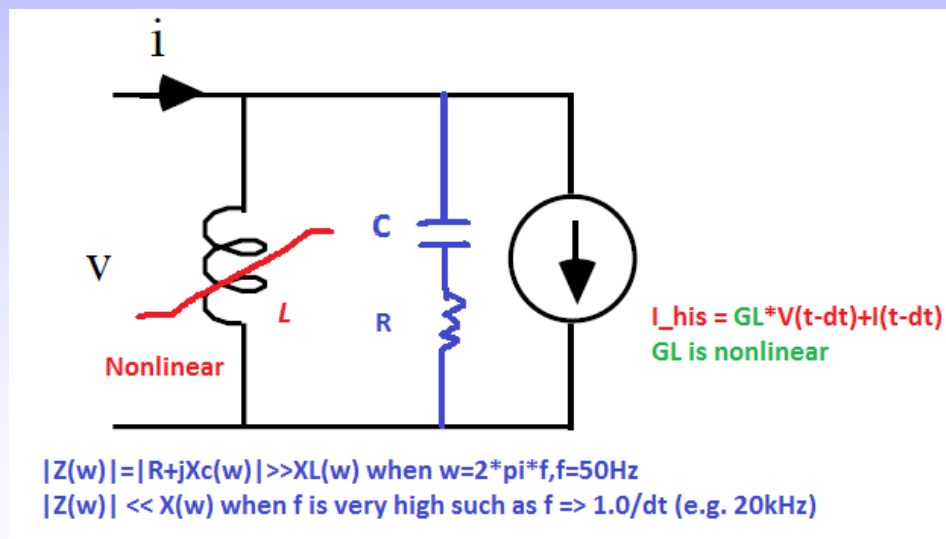 i
v
L
Nonlinear
C
R
I_his = GL*V(t-dt)+I(t-dt)
GL is nonlinear
|Z(w)|=|R+jXc(w)|>>XL(w) when w=2*pi*f,f=50Hz
|Z(w)| << X(w) when f is very high such as f => 1.0/dt (e.g. 20kHz)